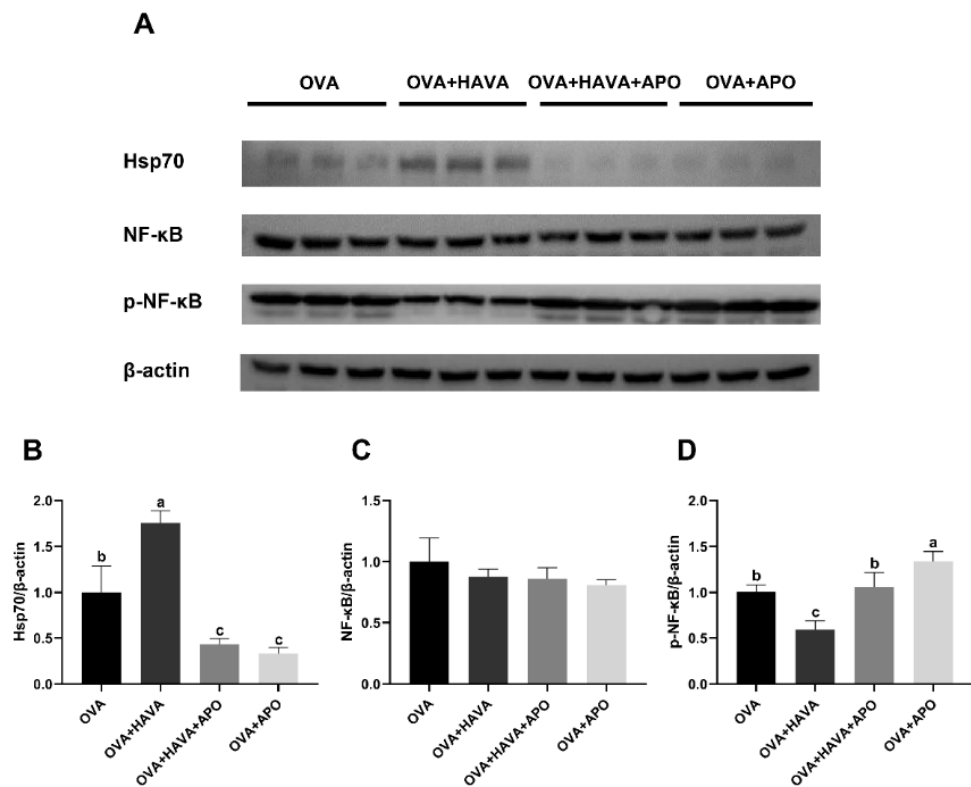 A
OVA OVA+HAVA OVA+HAVA+APO OVA+APO
Hsp70
NF-κB
p-NF-κB
β-actin
B
Hsp70/β-actin
2.0
1.5
1.0
0.5
0.0
b
a
c
c
OVA
OVA+HAVA
OVA+HAVA+APO
OVA+APO
C
NF-κB/β-actin
1.5
1.0
0.5
0.0
OVA
OVA+HAVA
OVA+HAVA+APO
OVA+APO
D
p-NF-κB/β-actin
2.0
1.5
1.0
0.5
0.0
b
c
b
a
OVA
OVA+HAVA
OVA+HAVA+APO
OVA+APO